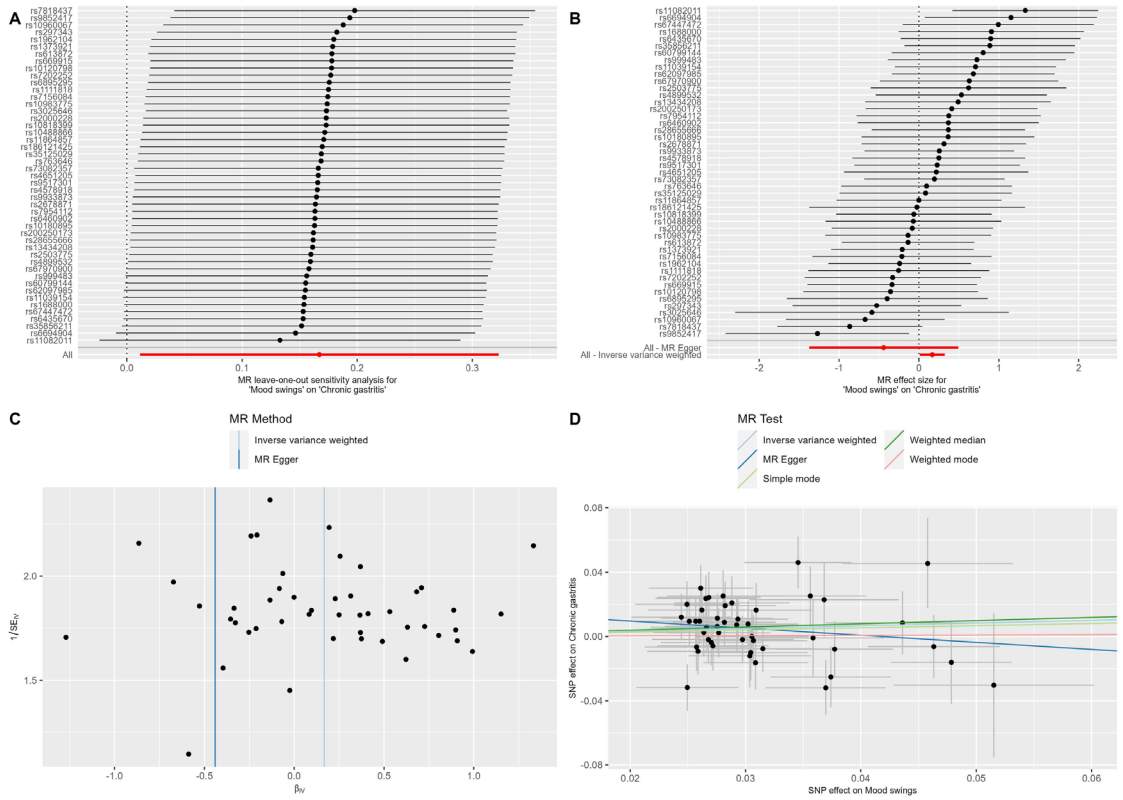 A
rs7818437
rs9852417
rs10960067
rs297343
rs1962104
rs1373921
rs613872
rs669915
rs10120798
rs7202252
rs6895295
rs1111818
rs7156084
rs10983775
rs3025646
rs2000228
rs10818399
rs10488866
rs11864857
rs186121425
rs35125029
rs763646
rs73082357
rs4651205
rs9517301
rs4578918
rs9933873
rs2678871
rs7954112
rs6460902
rs10180895
rs200250173
rs28655666
rs13434208
rs2503775
rs4899532
rs67970900
rs999483
rs60799144
rs62097985
rs11039154
rs1688000
rs67447472
rs6435670
rs35856211
rs6694904
rs11082011
All
0.0
0.1
0.2
0.3
MR leave-one-out sensitivity analysis for
'Mood swings' on 'Chronic gastritis'
B
rs11082011
rs6694904
rs67447472
rs1688000
rs6435670
rs35856211
rs60799144
rs999483
rs11039154
rs62097985
rs67970900
rs2503775
rs4899532
rs13434208
rs200250173
rs7954112
rs6460902
rs28655666
rs10180895
rs2678871
rs9933873
rs4578918
rs9517301
rs4651205
rs73082357
rs763646
rs35125029
rs11864857
rs186121425
rs10818399
rs10488866
rs2000228
rs10983775
rs613872
rs1373921
rs7156084
rs1962104
rs1111818
rs7202252
rs669915
rs10120798
rs6895295
rs297343
rs3025646
rs10960067
rs7818437
rs9852417
All - MR Egger
All - Inverse variance weighted
-2
-1
0
1
2
MR effect size for
'Mood swings' on 'Chronic gastritis'
C
MR Method
Inverse variance weighted
MR Egger
2.0
1.5
1/SE_IV
-1.0
-0.5
0.0
0.5
1.0
β_IV
D
MR Test
Inverse variance weighted
MR Egger
Simple mode
Weighted median
Weighted mode
0.08
0.04
0.00
-0.04
-0.08
SNP effect on Chronic gastritis
0.02
0.03
0.04
0.05
0.06
SNP effect on Mood swings